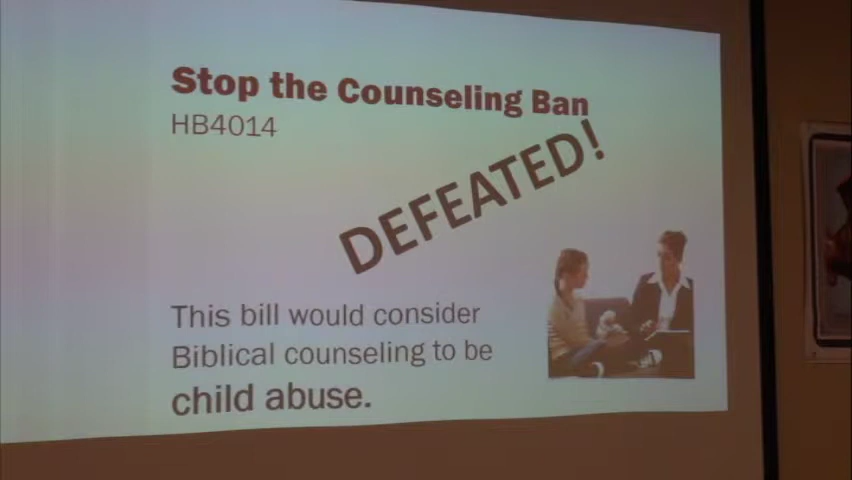 Stop the Counseling Ban
HB4014
DEFEATED!
This bill would consider
Biblical counseling to be
child abuse.